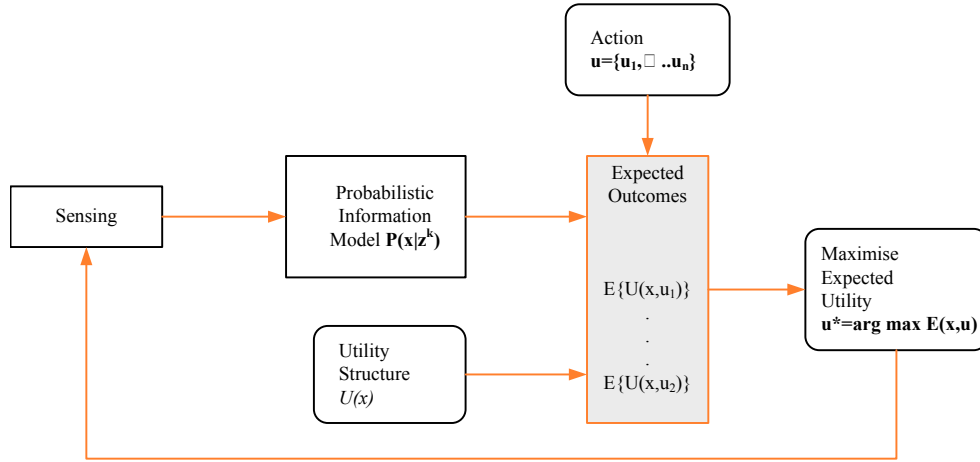 Action
u={u₁,□ ..uₙ}
Expected
Outcomes
Probabilistic
Information
Model P(x|zᵏ)
Sensing
Maximise
Expected
Utility
u*=arg max E(x,u)
E{U(x,u₁)}
.
.
.
E{U(x,u₂)}
Utility
Structure
U(x)